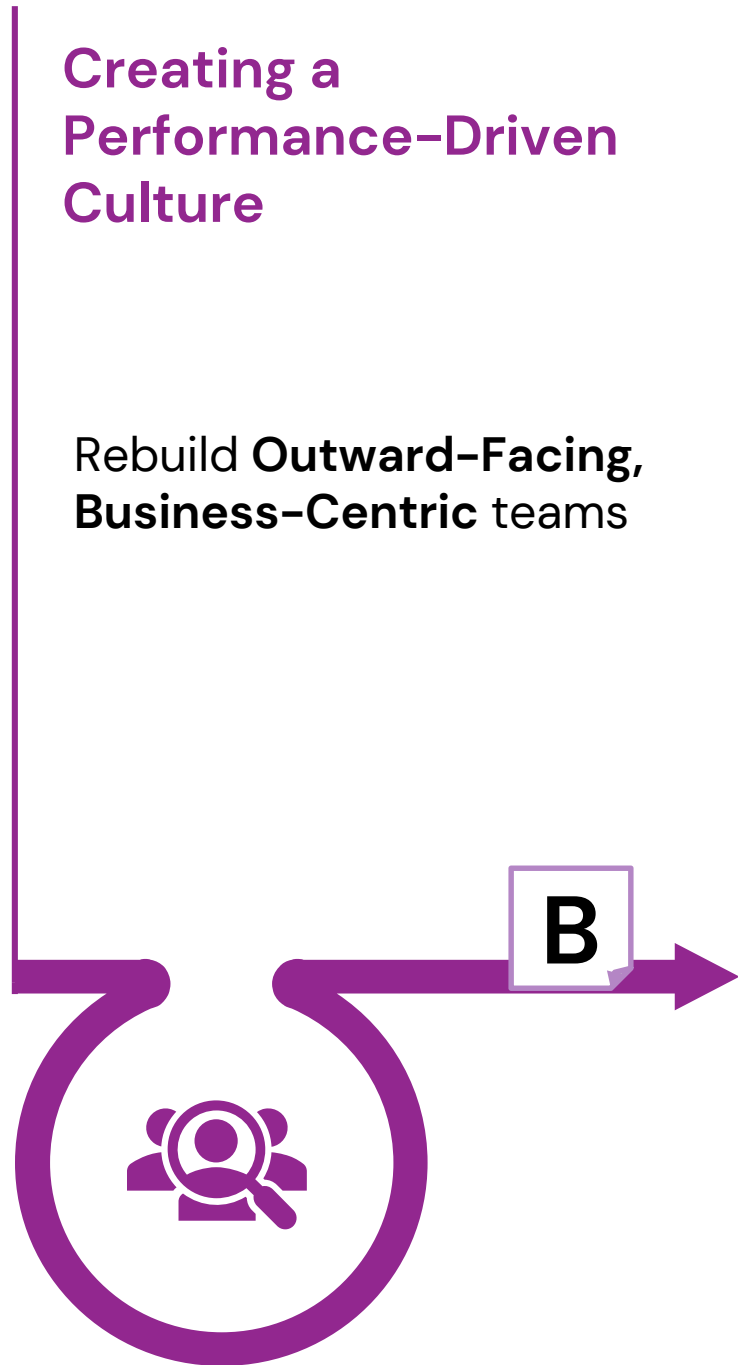 Creating a
Performance-Driven
Culture
Rebuild Outward-Facing,
Business-Centric teams
B